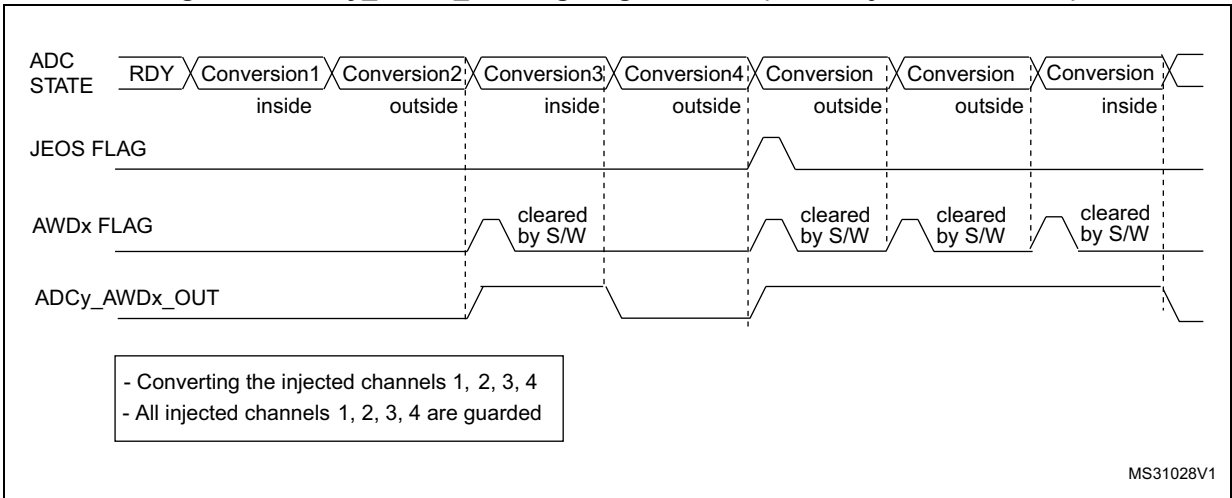 ADC STATE RDY Conversion1 Conversion2 Conversion3 Conversion4 Conversion Conversion Conversion
inside outside inside outside outside outside inside
JEOS FLAG
AWDx FLAG cleared by S/W cleared by S/W cleared by S/W cleared by S/W
ADCy_AWDx_OUT
- Converting the injected channels 1, 2, 3, 4
- All injected channels 1, 2, 3, 4 are guarded
MS31028V1